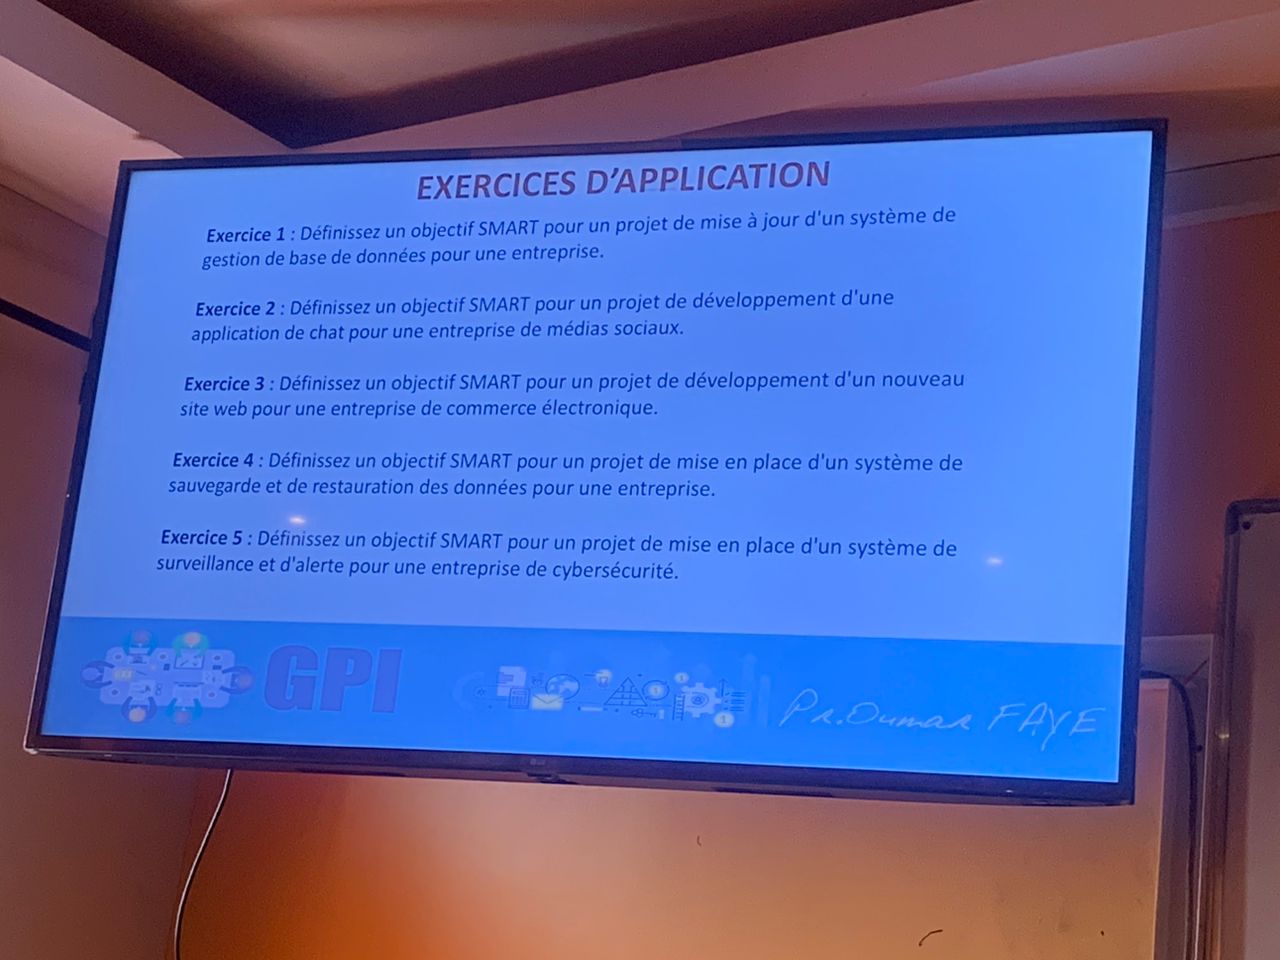 EXERCICES D'APPLICATION
Exercice 1 : Définissez un objectif SMART pour un projet de mise à jour d'un système de
gestion de base de données pour une entreprise.
Exercice 2 : Définissez un objectif SMART pour un projet de développement d'une
application de chat pour une entreprise de médias sociaux.
Exercice 3 : Définissez un objectif SMART pour un projet de développement d'un nouveau
site web pour une entreprise de commerce électronique.
Exercice 4 : Définissez un objectif SMART pour un projet de mise en place d'un système de
sauvegarde et de restauration des données pour une entreprise.
Exercice 5 : Définissez un objectif SMART pour un projet de mise en place d'un système de
surveillance et d'alerte pour une entreprise de cybersécurité.
GPI
Pr. Oumar FAYE